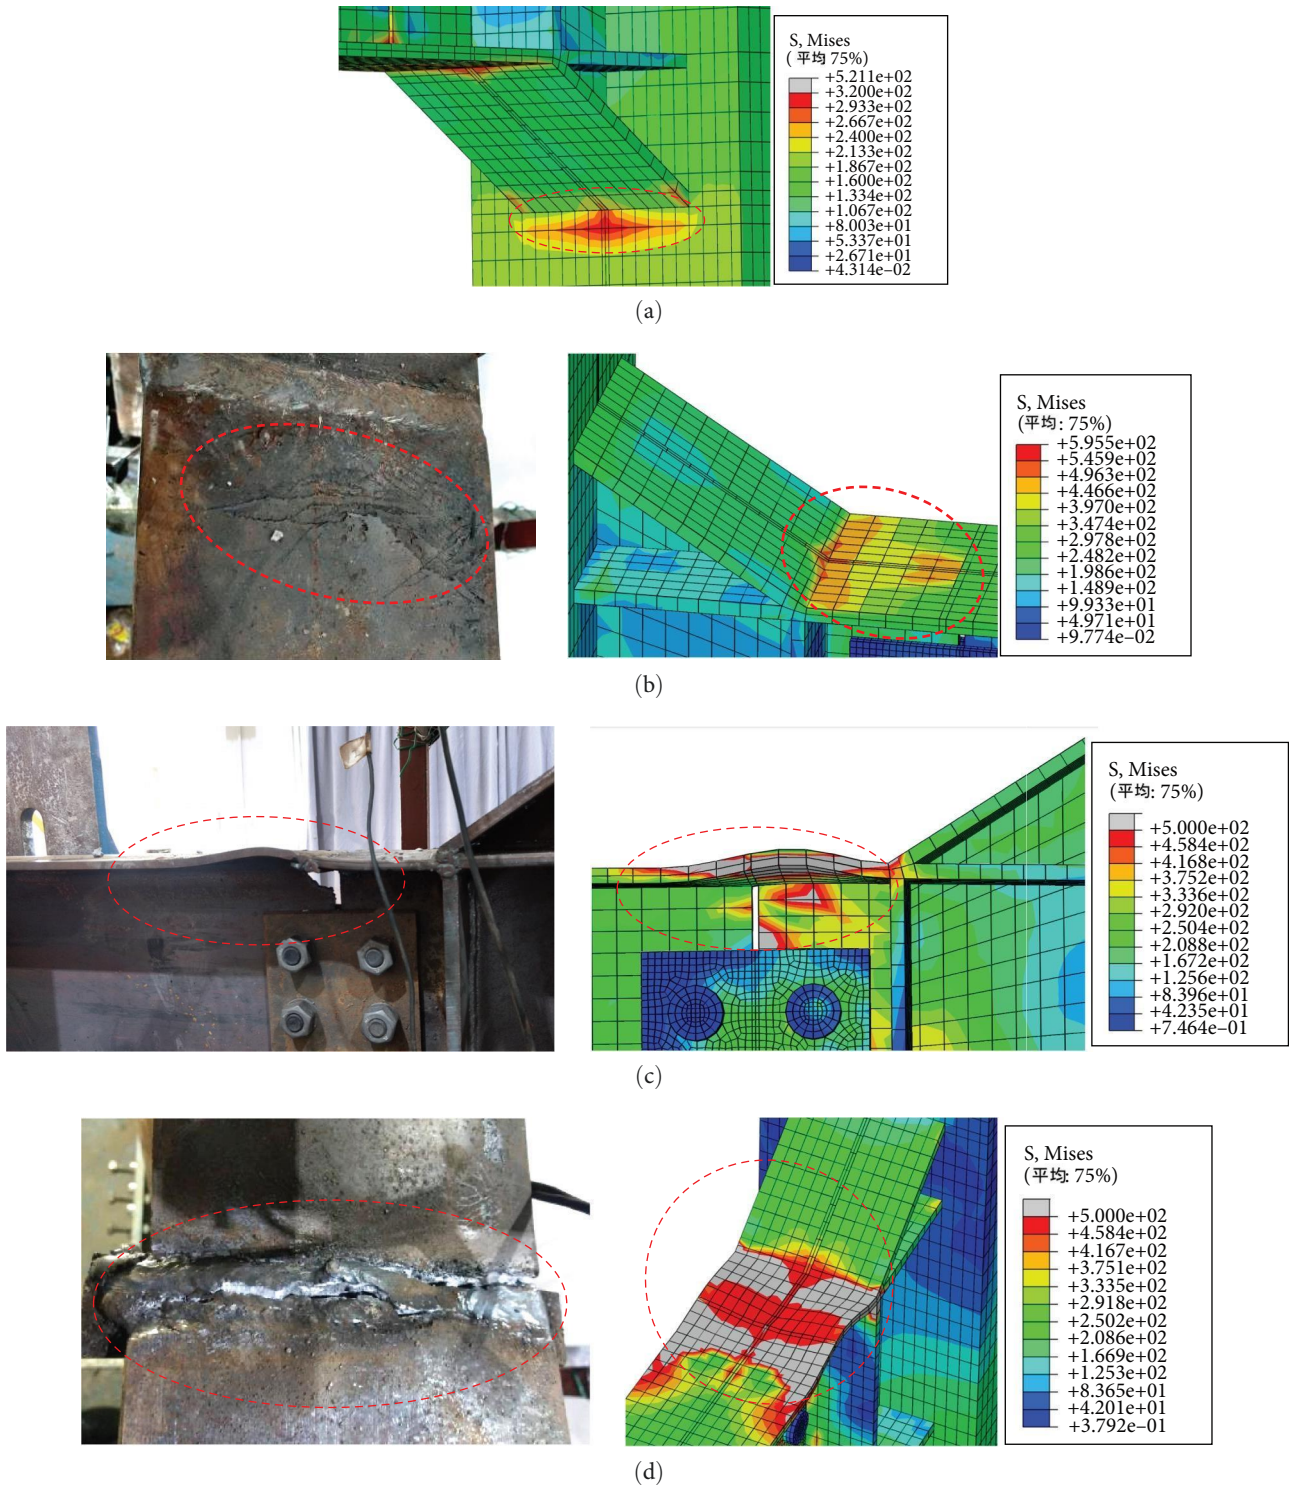 S, Mises
(平均 75%)
+5.211e+02
+3.200e+02
+2.933e+02
+2.667e+02
+2.400e+02
+2.133e+02
+1.867e+02
+1.600e+02
+1.334e+02
+1.067e+02
+8.003e+01
+5.337e+01
+2.671e+01
+4.314e–02
(a)
S, Mises
(平均: 75%)
+5.955e+02
+5.459e+02
+4.963e+02
+4.466e+02
+3.970e+02
+3.474e+02
+2.978e+02
+2.482e+02
+1.986e+02
+1.489e+02
+9.933e+01
+4.971e+01
+9.774e–02
(b)
S, Mises
(平均: 75%)
+5.000e+02
+4.584e+02
+4.168e+02
+3.752e+02
+3.336e+02
+2.920e+02
+2.504e+02
+2.088e+02
+1.672e+02
+1.256e+02
+8.396e+01
+4.235e+01
+7.464e–01
(c)
S, Mises
(平均: 75%)
+5.000e+02
+4.584e+02
+4.167e+02
+3.751e+02
+3.335e+02
+2.918e+02
+2.502e+02
+2.086e+02
+1.669e+02
+1.253e+02
+8.365e+01
+4.201e+01
+3.792e–01
(d)